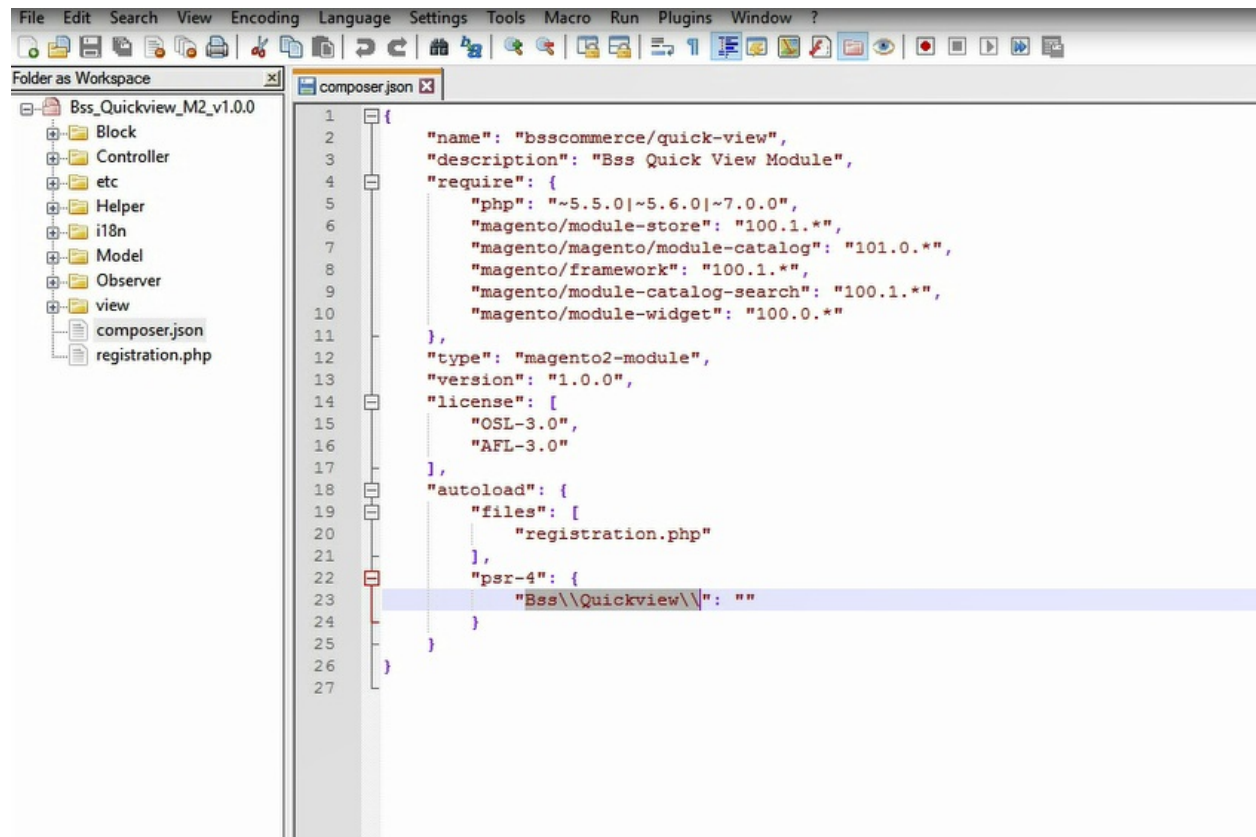 File Edit Search View Encoding Language Settings Tools Macro Run Plugins Window ?
Folder as Workspace
Bss_Quickview_M2_v1.0.0
Block
Controller
etc
Helper
i18n
Model
Observer
view
composer.json
registration.php
composer.json
1 {
2 "name": "bsscommerce/quick-view",
3 "description": "Bss Quick View Module",
4 "require": {
5 "php": "~5.5.0|~5.6.0|~7.0.0",
6 "magento/module-store": "100.1.*",
7 "magento/magento/module-catalog": "101.0.*",
8 "magento/framework": "100.1.*",
9 "magento/module-catalog-search": "100.1.*",
10 "magento/module-widget": "100.0.*"
11 },
12 "type": "magento2-module",
13 "version": "1.0.0",
14 "license": [
15 "OSL-3.0",
16 "AFL-3.0"
17 ],
18 "autoload": {
19 "files": [
20 "registration.php"
21 ],
22 "psr-4": {
23 "Bss\\Quickview\\": ""
24 }
25 }
26 }
27